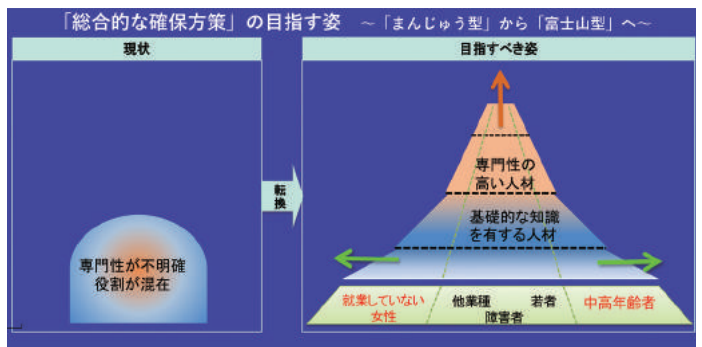 「総合的な確保方策」の目指す姿 ～「まんじゅう型」から「富士山型」へ～
現状
専門性が不明確
役割が混在
転換
目指すべき姿
専門性の
高い人材
基礎的な知識
を有する人材
就業していない
女性
他業種 若者
障害者
中高年齢者